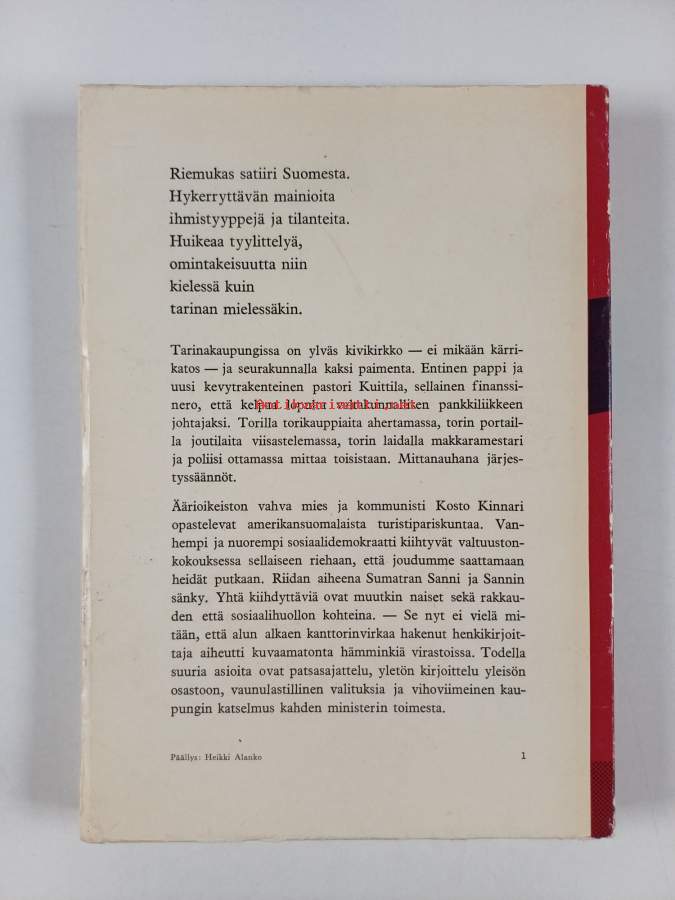 Riemukas satiiri Suomesta.
Hykerryttävän mainioita
ihmistyyppejä ja tilanteita.
Huikeaa tyylittelyä,
omintakeisuutta niin
kielessä kuin
tarinan mielessäkin.
Tarinakaupungissa on ylväs kivikirkko — ei mikään kärri-
katos — ja seurakunnalla kaksi paimenta. Entinen pappi ja
uusi kevytrakenteinen pastori Kuittila, sellainen finanssi-
nero, että
johtajaksi. Torilla torikauppiaita ahertamassa, torin portail-
la joutilaita viisastelemassa, torin laidalla makkaramestari
ja poliisi ottamassa mittaa toisistaan. Mittanauhana järjes-
tyssäännöt.
Äärioikeiston vahva mies ja kommunisti Kosto Kinnari
opastelevat amerikansuomalaista turistipariskuntaa. Van-
hempi ja nuorempi sosiaalidemokraatti kiihtyvät valtuuston-
kokouksessa sellaiseen riehaan, että joudumme saattamaan
heidät putkaan. Riidan aiheena Sumatran Sanni ja Sannin
sänky. Yhtä kiihdyttäviä ovat muutkin naiset sekä rakkau-
den että sosiaalihuollon kohteina. — Se nyt ei vielä mi-
tään, että alun alkaen kanttorinvirkaa hakenut henkikirjoit-
taja aiheutti kuvaamatonta hämminkiä virastoissa. Todella
suuria asioita ovat patsasajattelu, yletön kirjoittelu yleisön
osastoon, vaunulastillinen valituksia ja vihoviimeinen kau-
pungin katselmus kahden ministerin toimesta.
Päällys: Heikki Alanko 1